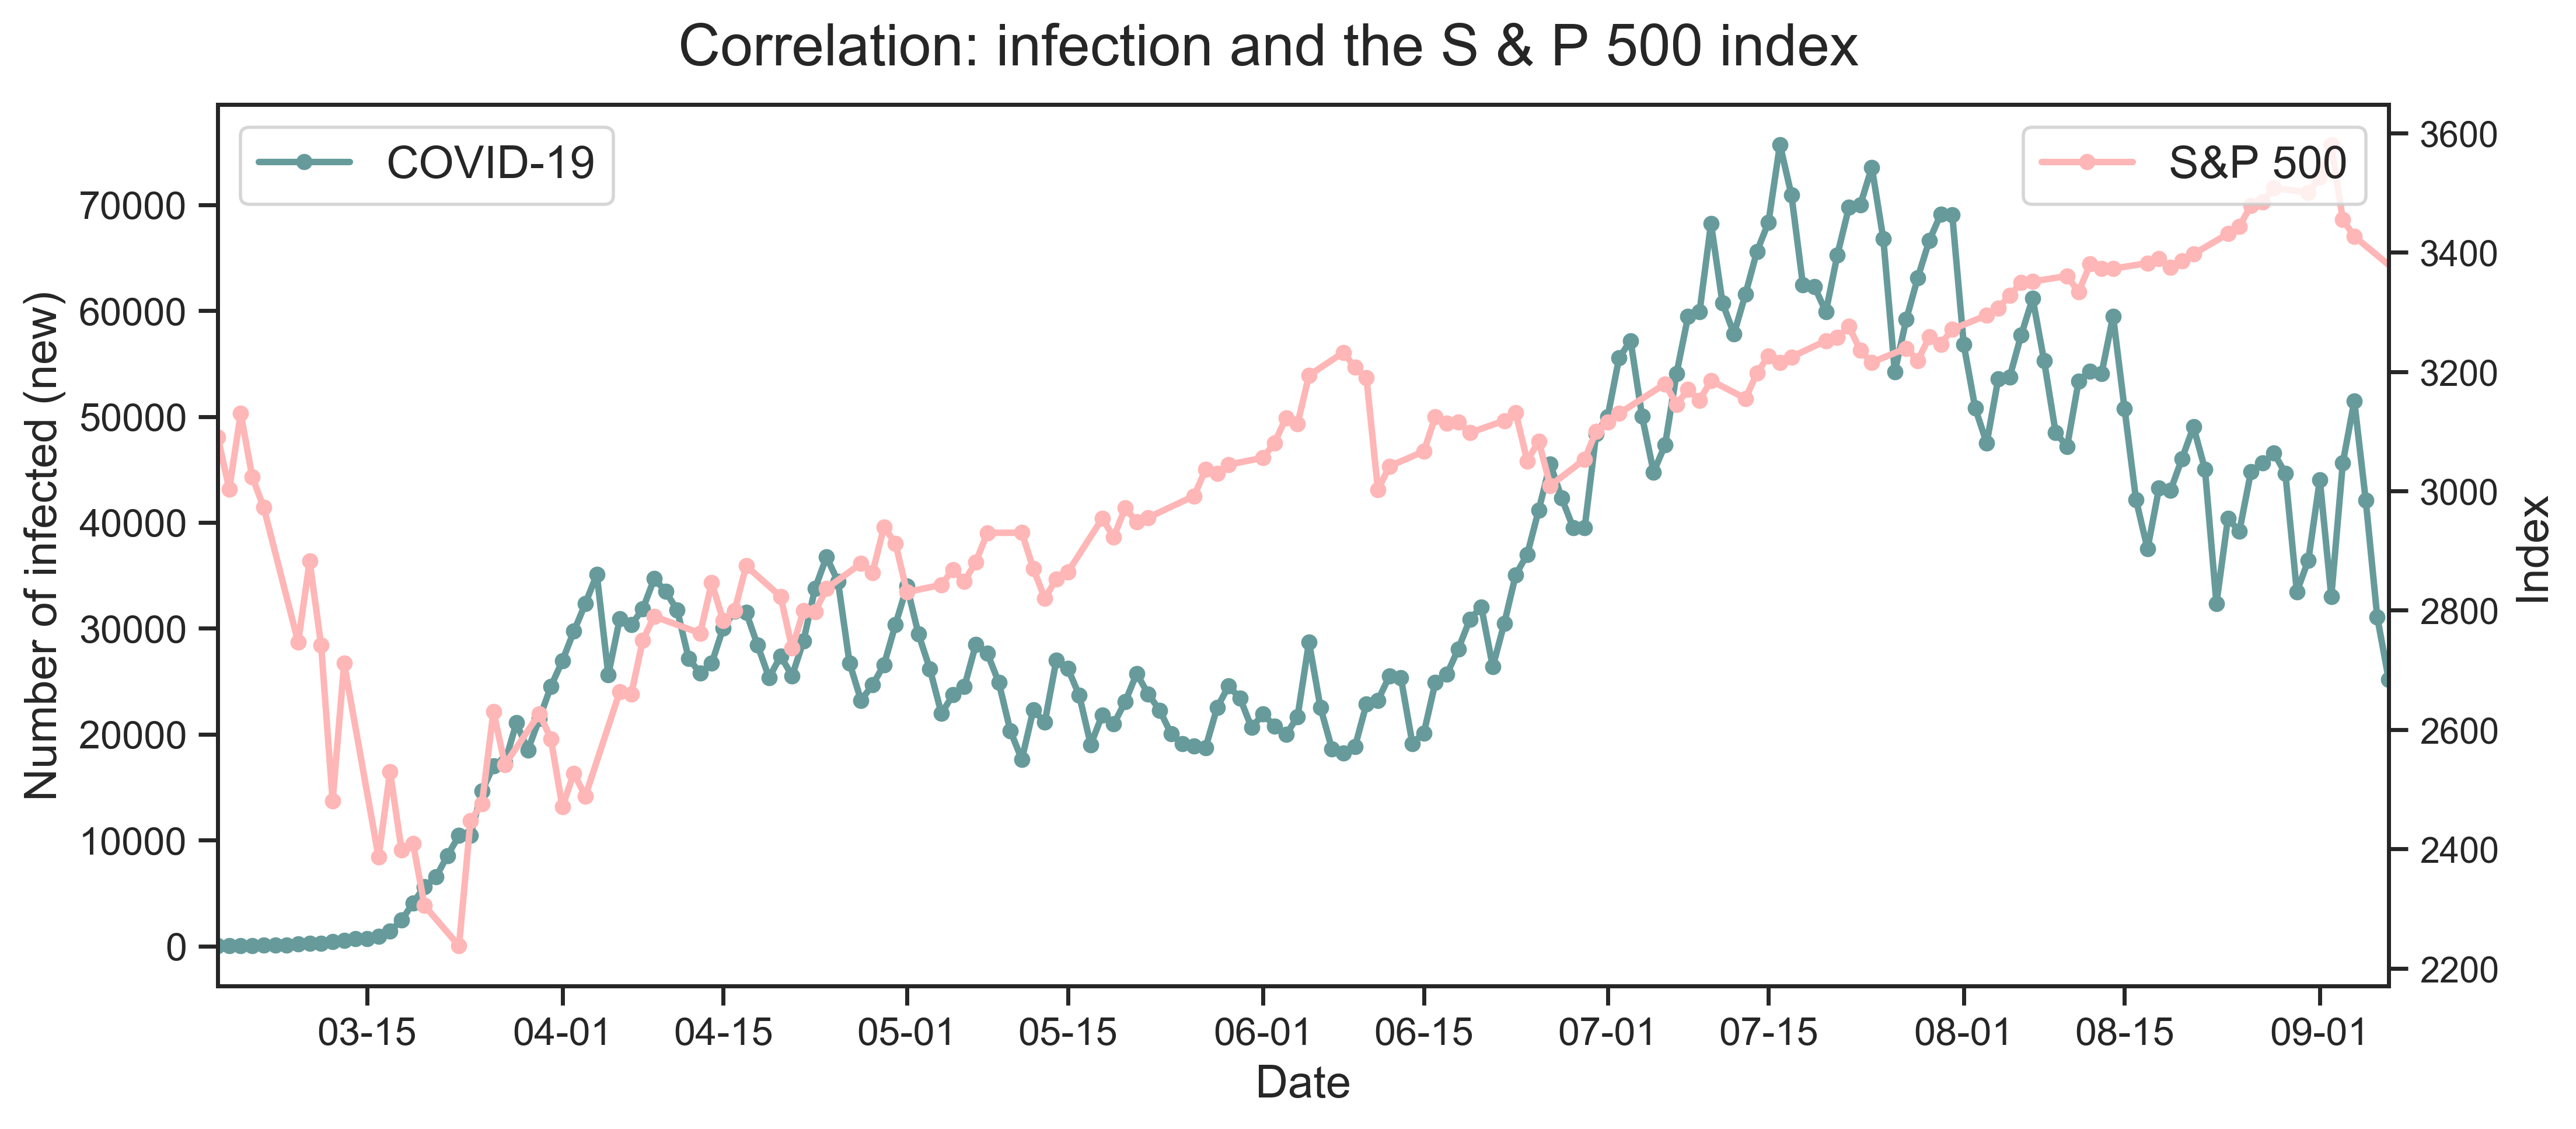 Correlation: infection and the S & P 500 index
COVID-19
S&P 500
Number of infected (new)
70000
60000
50000
40000
30000
20000
10000
0
3600
3400
3200
3000
2800
2600
2400
2200
Index
03-15 04-01 04-15 05-01 05-15 06-01 06-15 07-01 07-15 08-01 08-15 09-01
Date